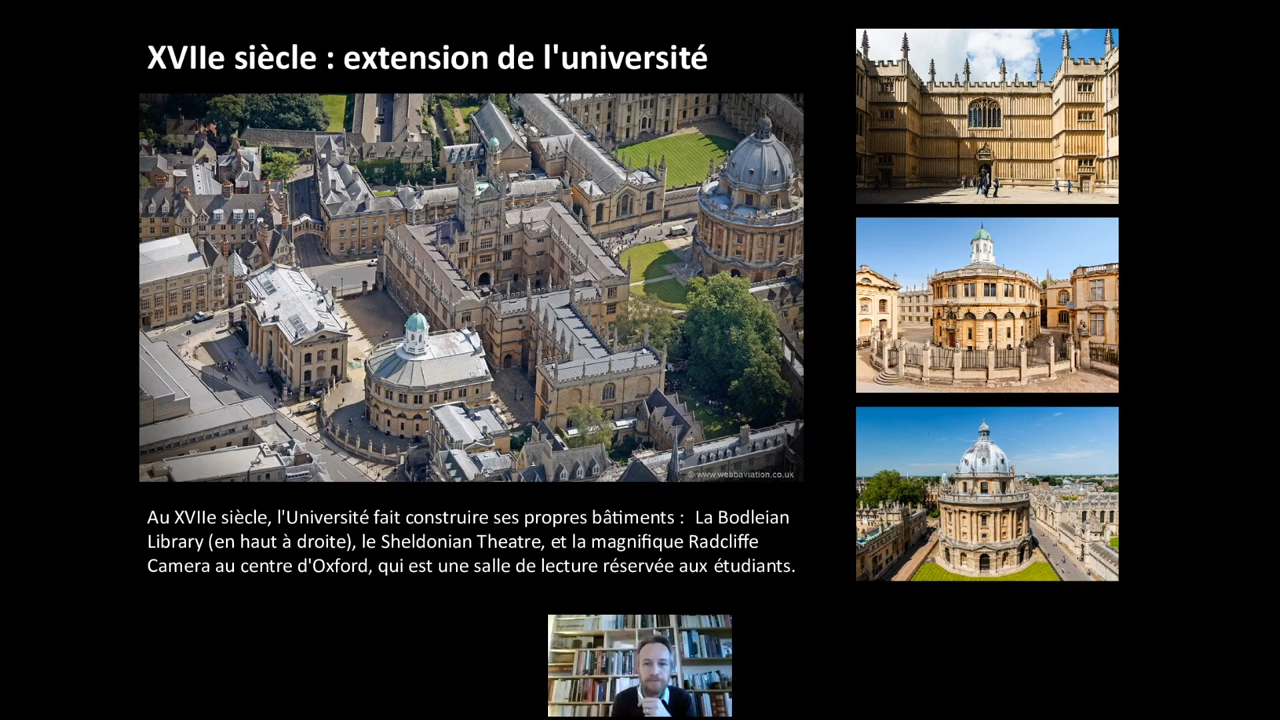 XVIIe siècle : extension de l'université
© www.webbaviation.co.uk
Au XVIIe siècle, l'Université fait construire ses propres bâtiments : La Bodleian
Library (en haut à droite), le Sheldonian Theatre, et la magnifique Radcliffe
Camera au centre d'Oxford, qui est une salle de lecture réservée aux étudiants.